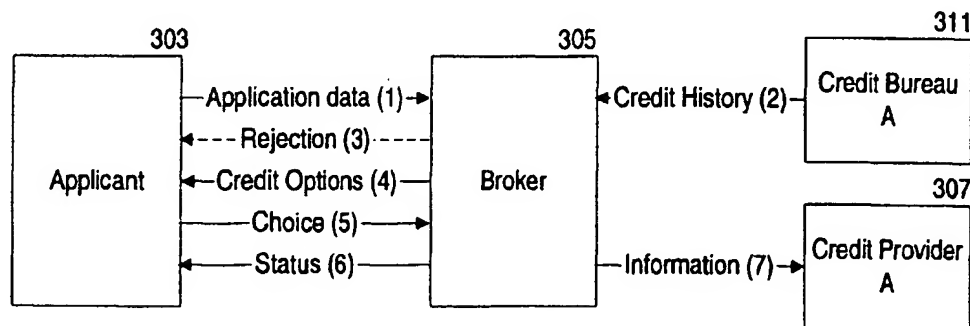 303
305
311
Application data (1)
Credit History (2)
Credit Bureau
A
Rejection (3)
Applicant
Credit Options (4)
Broker
307
Choice (5)
Status (6)
Information (7)
Credit Provider
A